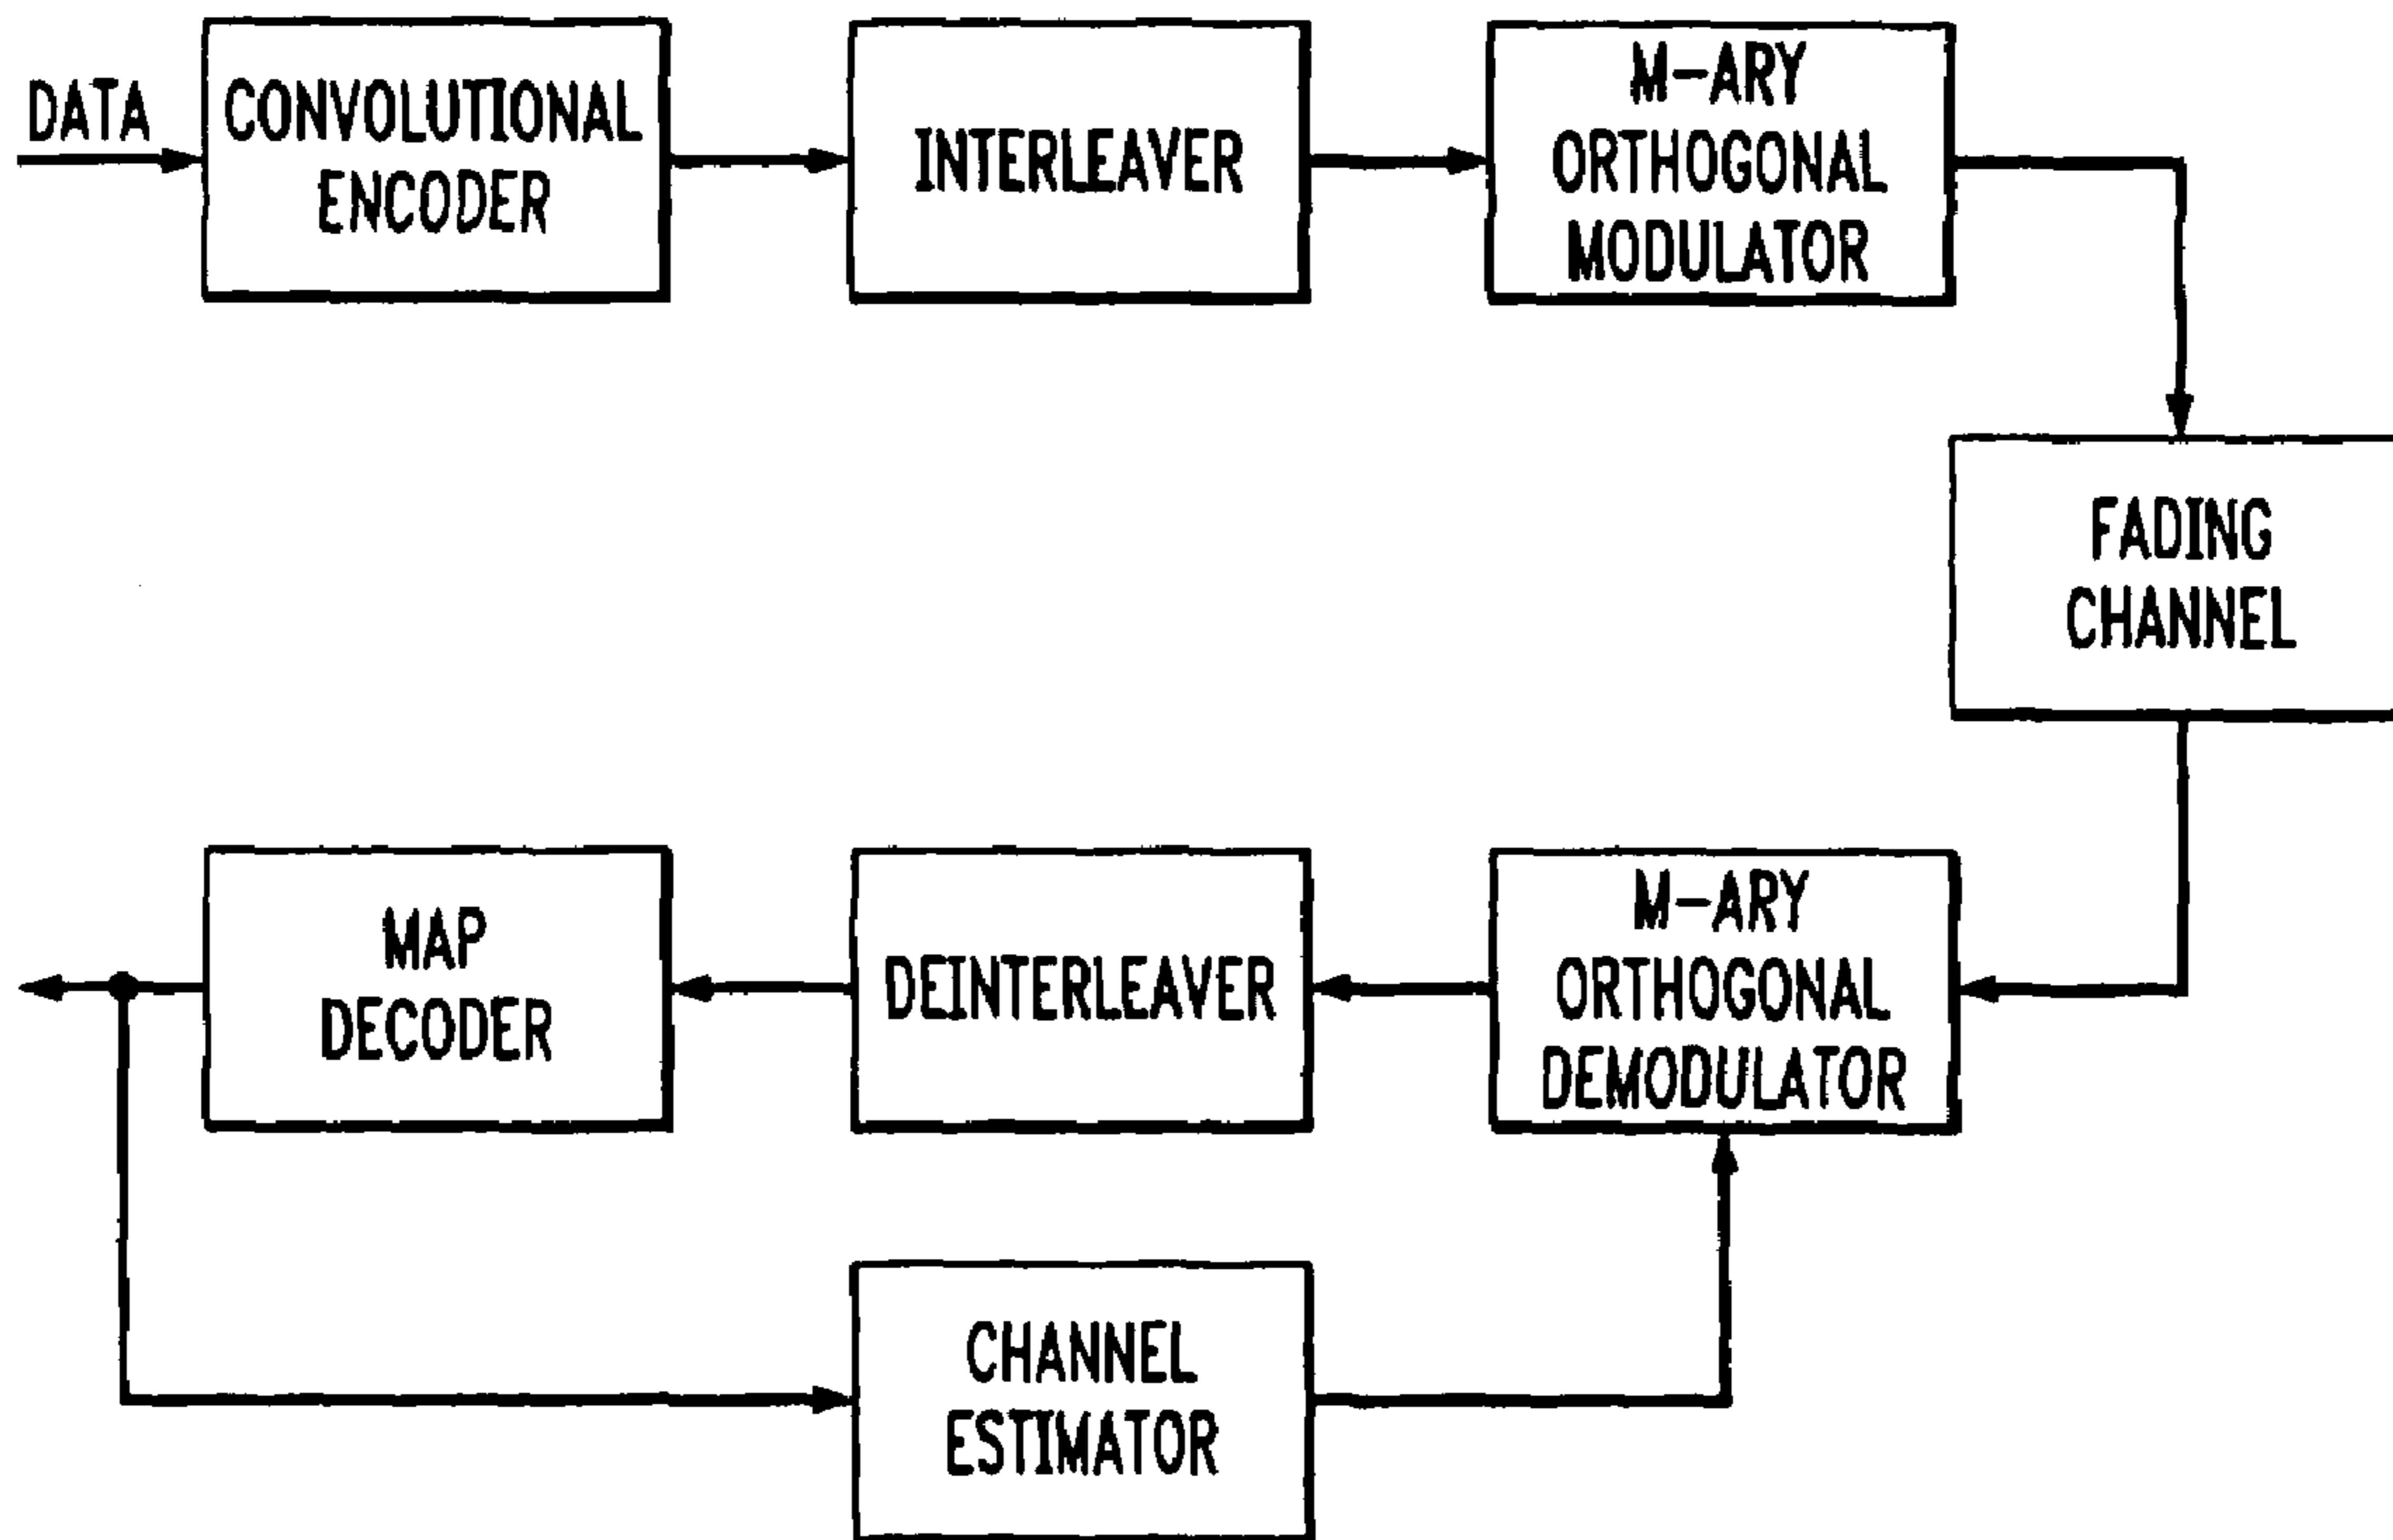 DATA
CONVOLUTIONAL
ENCODER
INTERLEAVER
M-ARY
ORTHOGONAL
MODULATOR
FADING
CHANNEL
MAP
DECODER
DEINTERLEAVER
M-ARY
ORTHOGONAL
DEMODULATOR
CHANNEL
ESTIMATOR